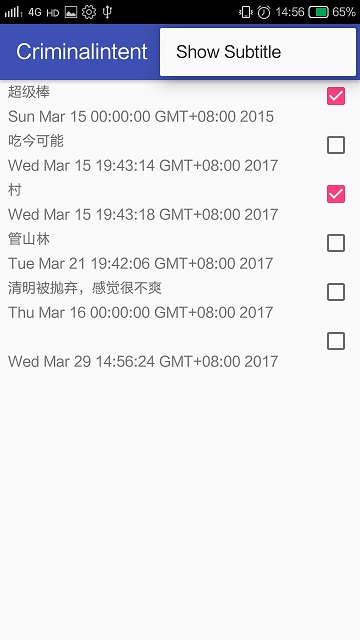 4G HD 14:56 65%
Criminalintent
Show Subtitle
超级棒
Sun Mar 15 00:00:00 GMT+08:00 2015
吃今可能
Wed Mar 15 19:43:14 GMT+08:00 2017
村
Wed Mar 15 19:43:18 GMT+08:00 2017
管山林
Tue Mar 21 19:42:06 GMT+08:00 2017
清明被抛弃，感觉很不爽
Thu Mar 16 00:00:00 GMT+08:00 2017
Wed Mar 29 14:56:24 GMT+08:00 2017